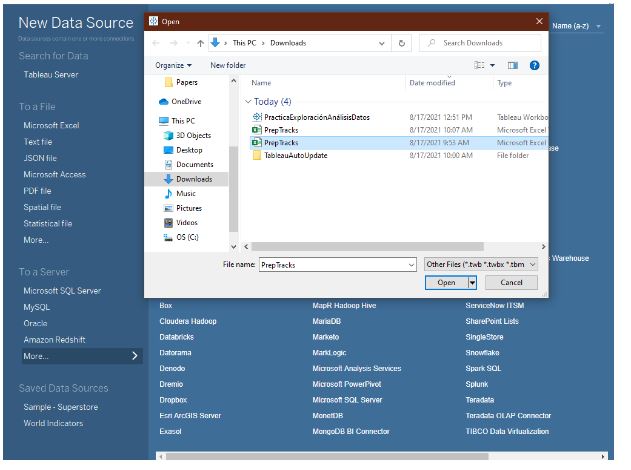 New Data Source
Data sources contain one or more connections
Search for Data
Tableau Server
To a File
Microsoft Excel
Text file
JSON file
Microsoft Access
PDF file
Spatial file
Statistical file
More...
To a Server
Microsoft SQL Server
MySQL
Oracle
Amazon Redshift
More...
Saved Data Sources
Sample - Superstore
World Indicators
Open
This PC > Downloads
Search Downloads
Organize New folder
Papers
OneDrive
This PC
3D Objects
Desktop
Documents
Downloads
Music
Pictures
Videos
OS (C:)
Name Date modified Type
Today (4)
PracticaExploraciónAnálisisDatos 8/17/2021 12:51 PM Tableau Workbo
PrepTracks 8/17/2021 10:07 AM Microsoft Excel W
PrepTracks 8/17/2021 9:53 AM Microsoft Excel
TableauAutoUpdate 8/17/2021 10:00 AM File folder
File name: PrepTracks Other Files (*.twb *.twbx *.tbm
Open Cancel
Name (a-z)
ase
s Warehouse
Box MapR Hadoop Hive ServiceNow ITSM
Cloudera Hadoop MariaDB SharePoint Lists
Databricks Marketo SingleStore
Datorama MarkLogic Snowflake
Denodo Microsoft Analysis Services Spark SQL
Dremio Microsoft PowerPivot Splunk
Dropbox Microsoft SQL Server Teradata
Esri ArcGIS Server MonetDB Teradata OLAP Connector
Exasol MongoDB BI Connector TIBCO Data Virtualization